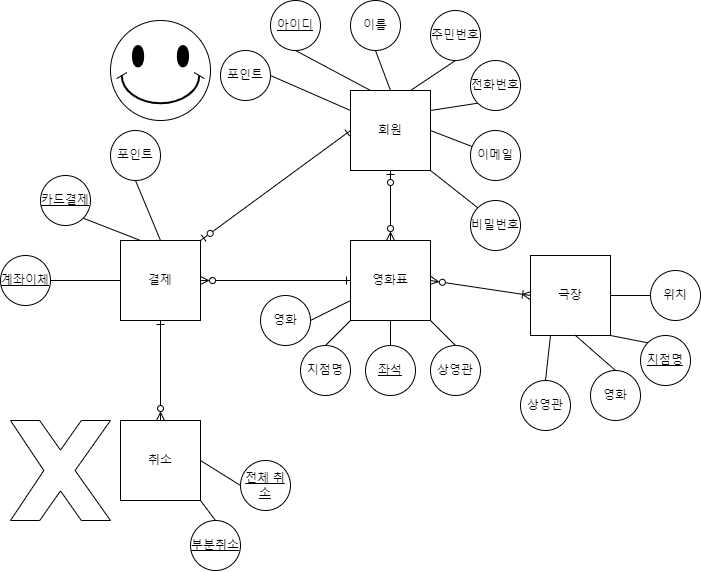 아이디
이름
주민번호
포인트
전화번호
회원
포인트
이메일
카드결제
비밀번호
계좌이체
결제
영화표
극장
위치
영화
지점명
지점명
좌석
상영관
상영관
영화
취소
전체 취
소
부분취소